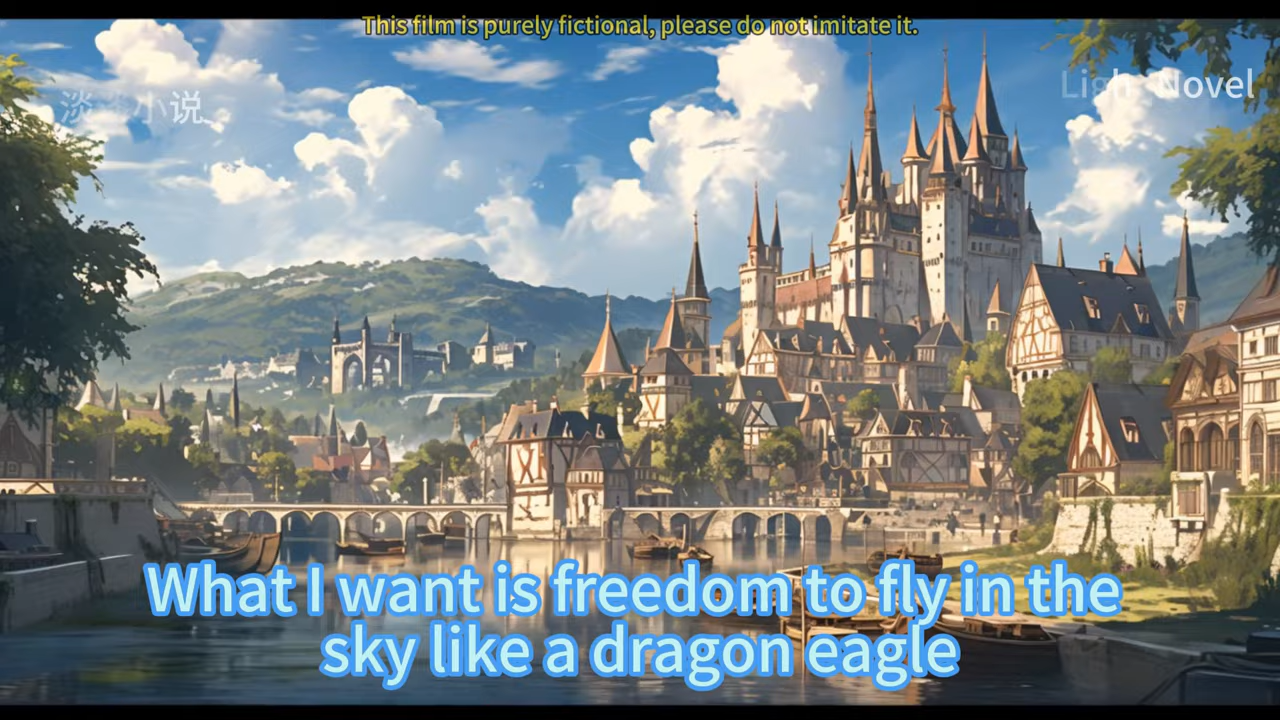 This film is purely fictional, please do not imitate it.
小说
Light Novel
What I want is freedom to fly in the
sky like a dragon eagle